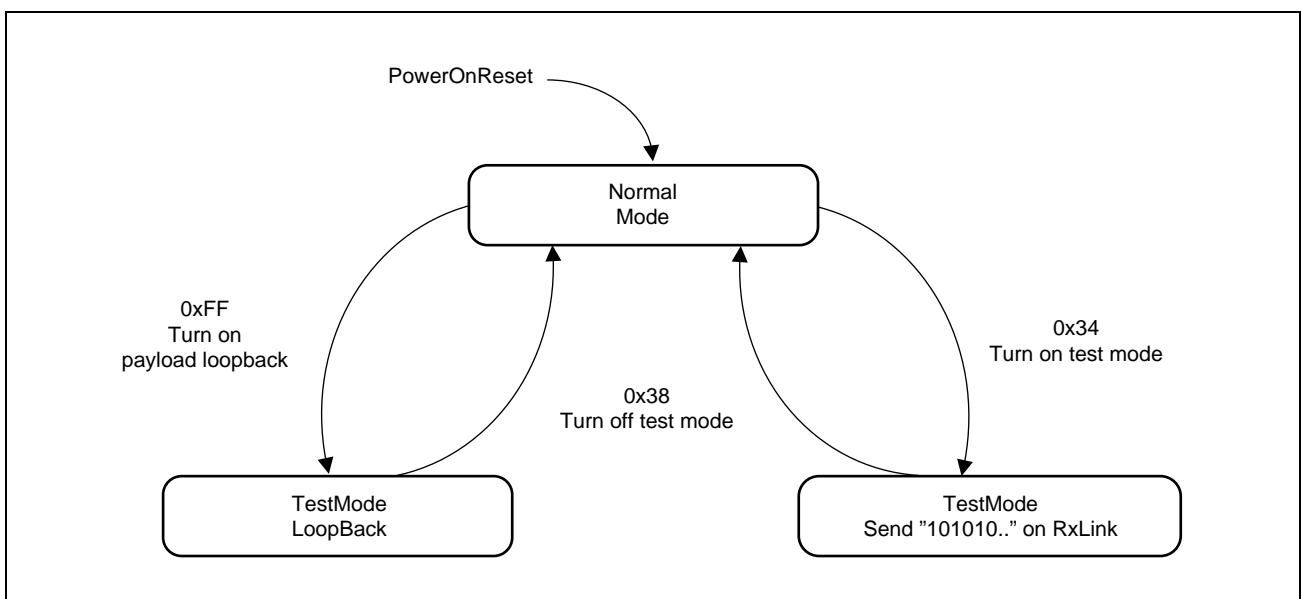 PowerOnReset
Normal
Mode
0xFF
Turn on
payload loopback
0x34
Turn on test mode
0x38
Turn off test mode
TestMode
LoopBack
TestMode
Send ”101010..” on RxLink